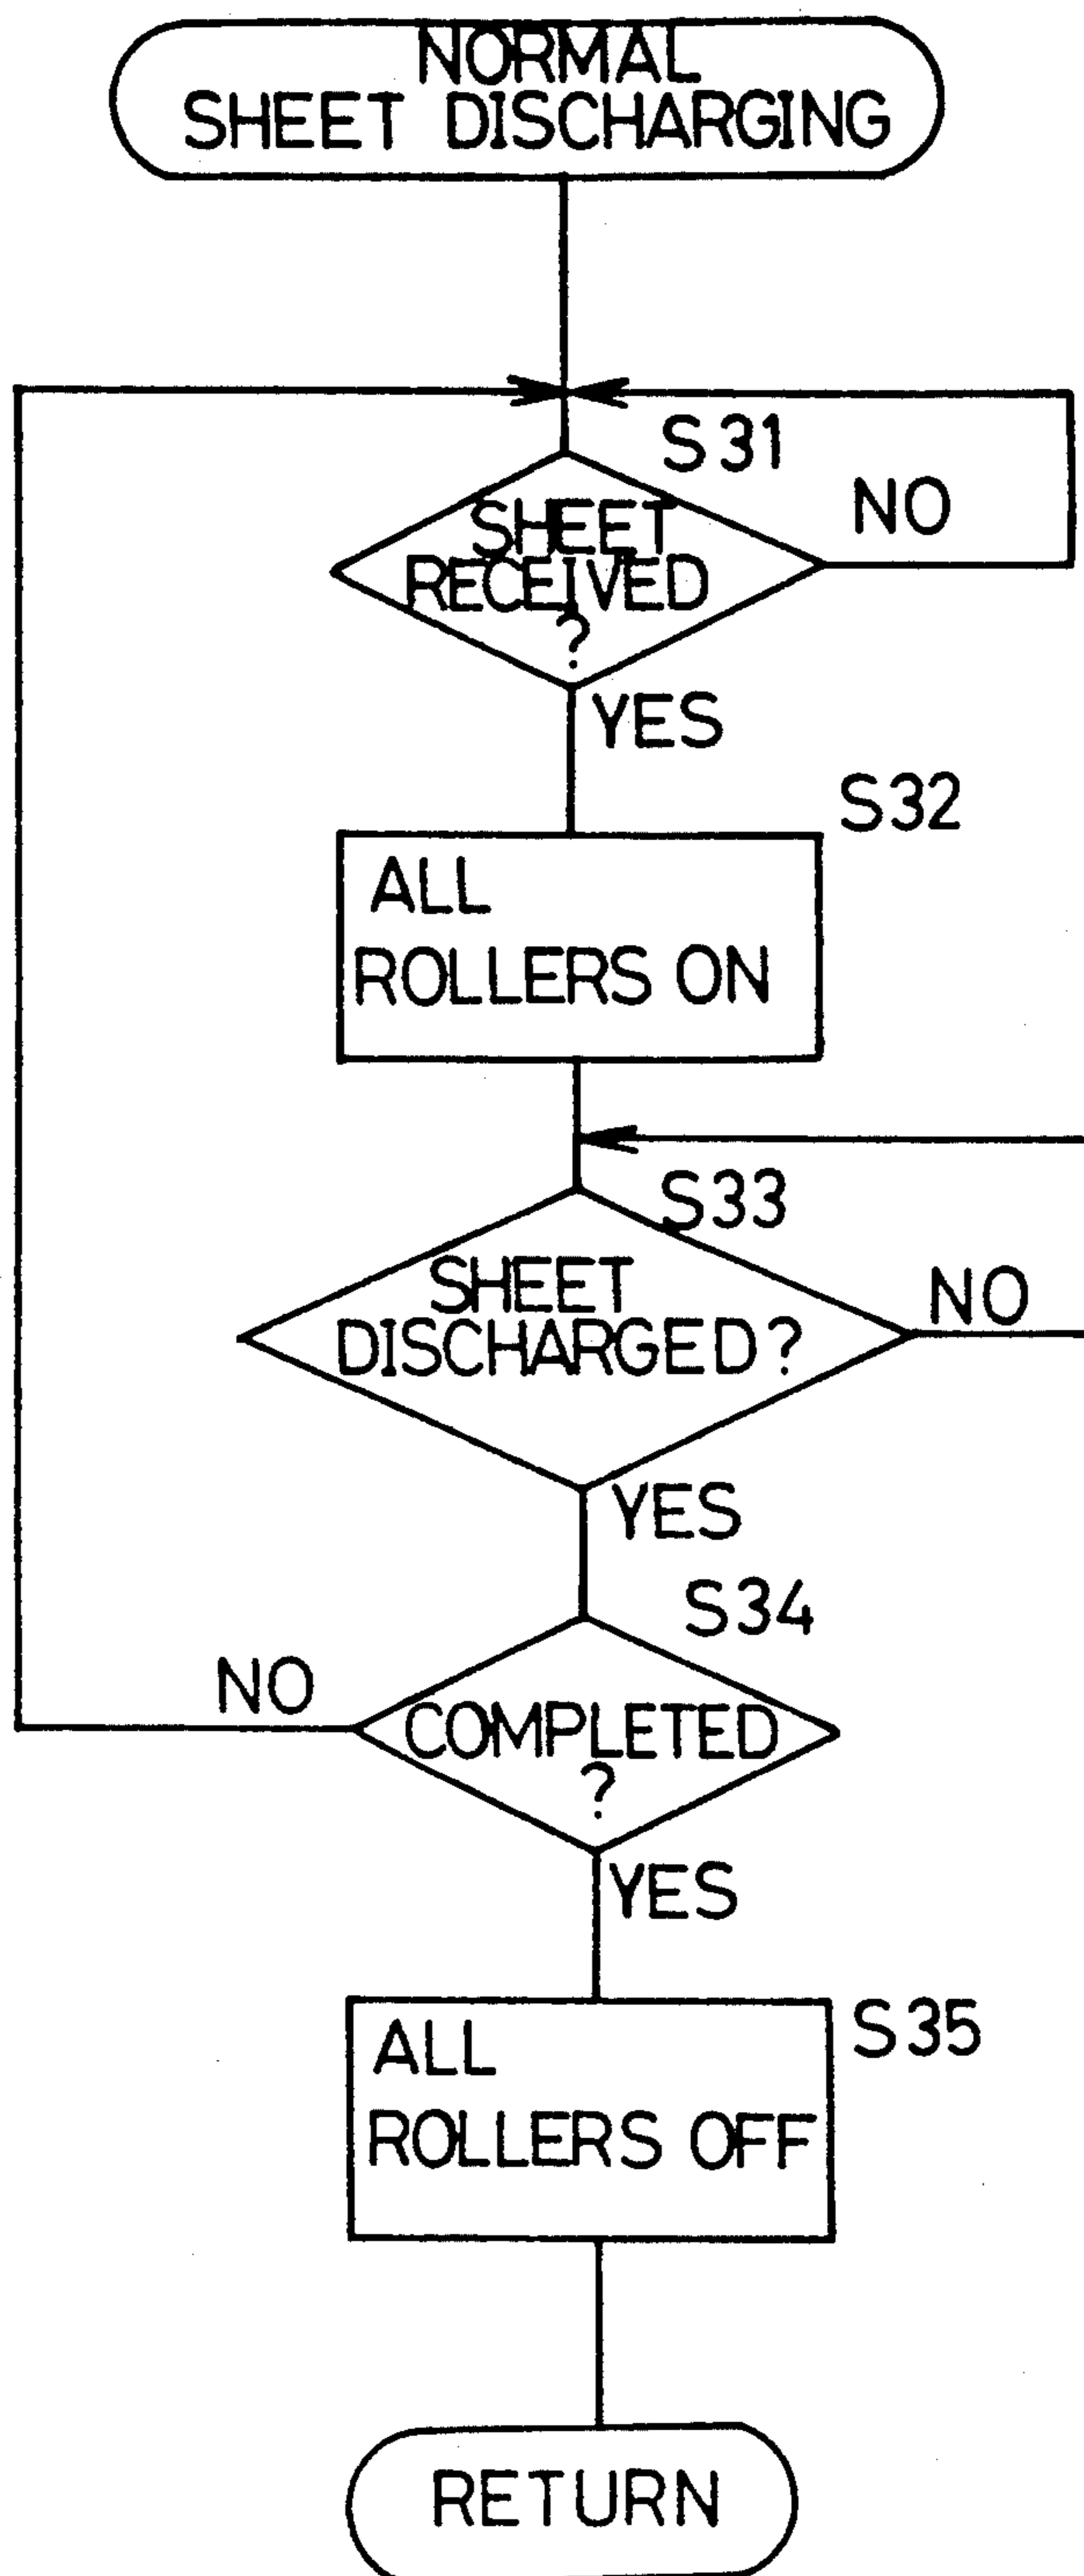 NORMAL
SHEET DISCHARGING
S31
SHEET
RECEIVED
?
NO
YES
S32
ALL
ROLLERS ON
S33
SHEET
DISCHARGED?
NO
YES
S34
NO
COMPLETED
?
YES
S35
ALL
ROLLERS OFF
RETURN